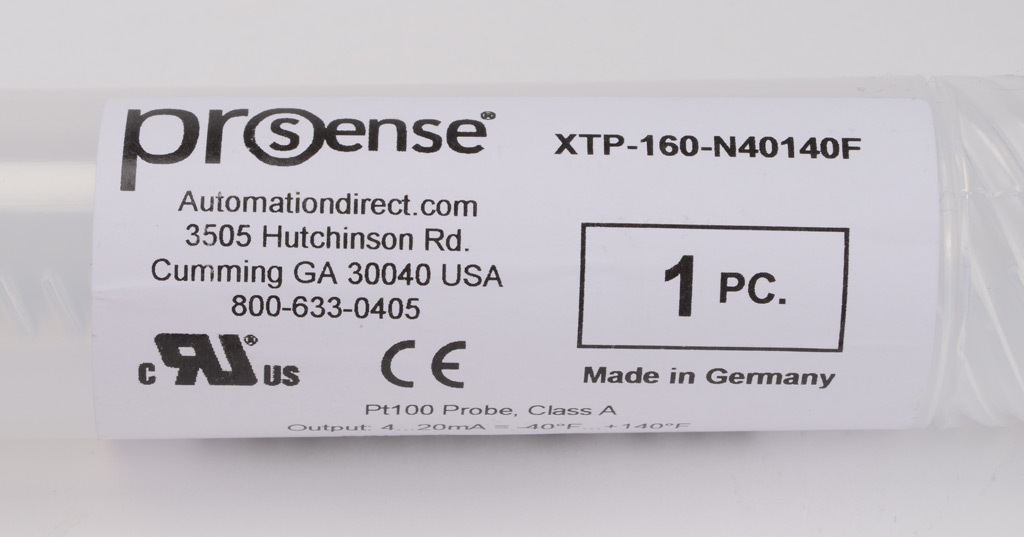 prosense®
XTP-160-N40140F
Automationdirect.com
3505 Hutchinson Rd.
Cumming GA 30040 USA
800-633-0405
1 PC.
c RU® US
CE
Made in Germany
Pt100 Probe, Class A
Output: 4...20mA = -40°F...+140°F